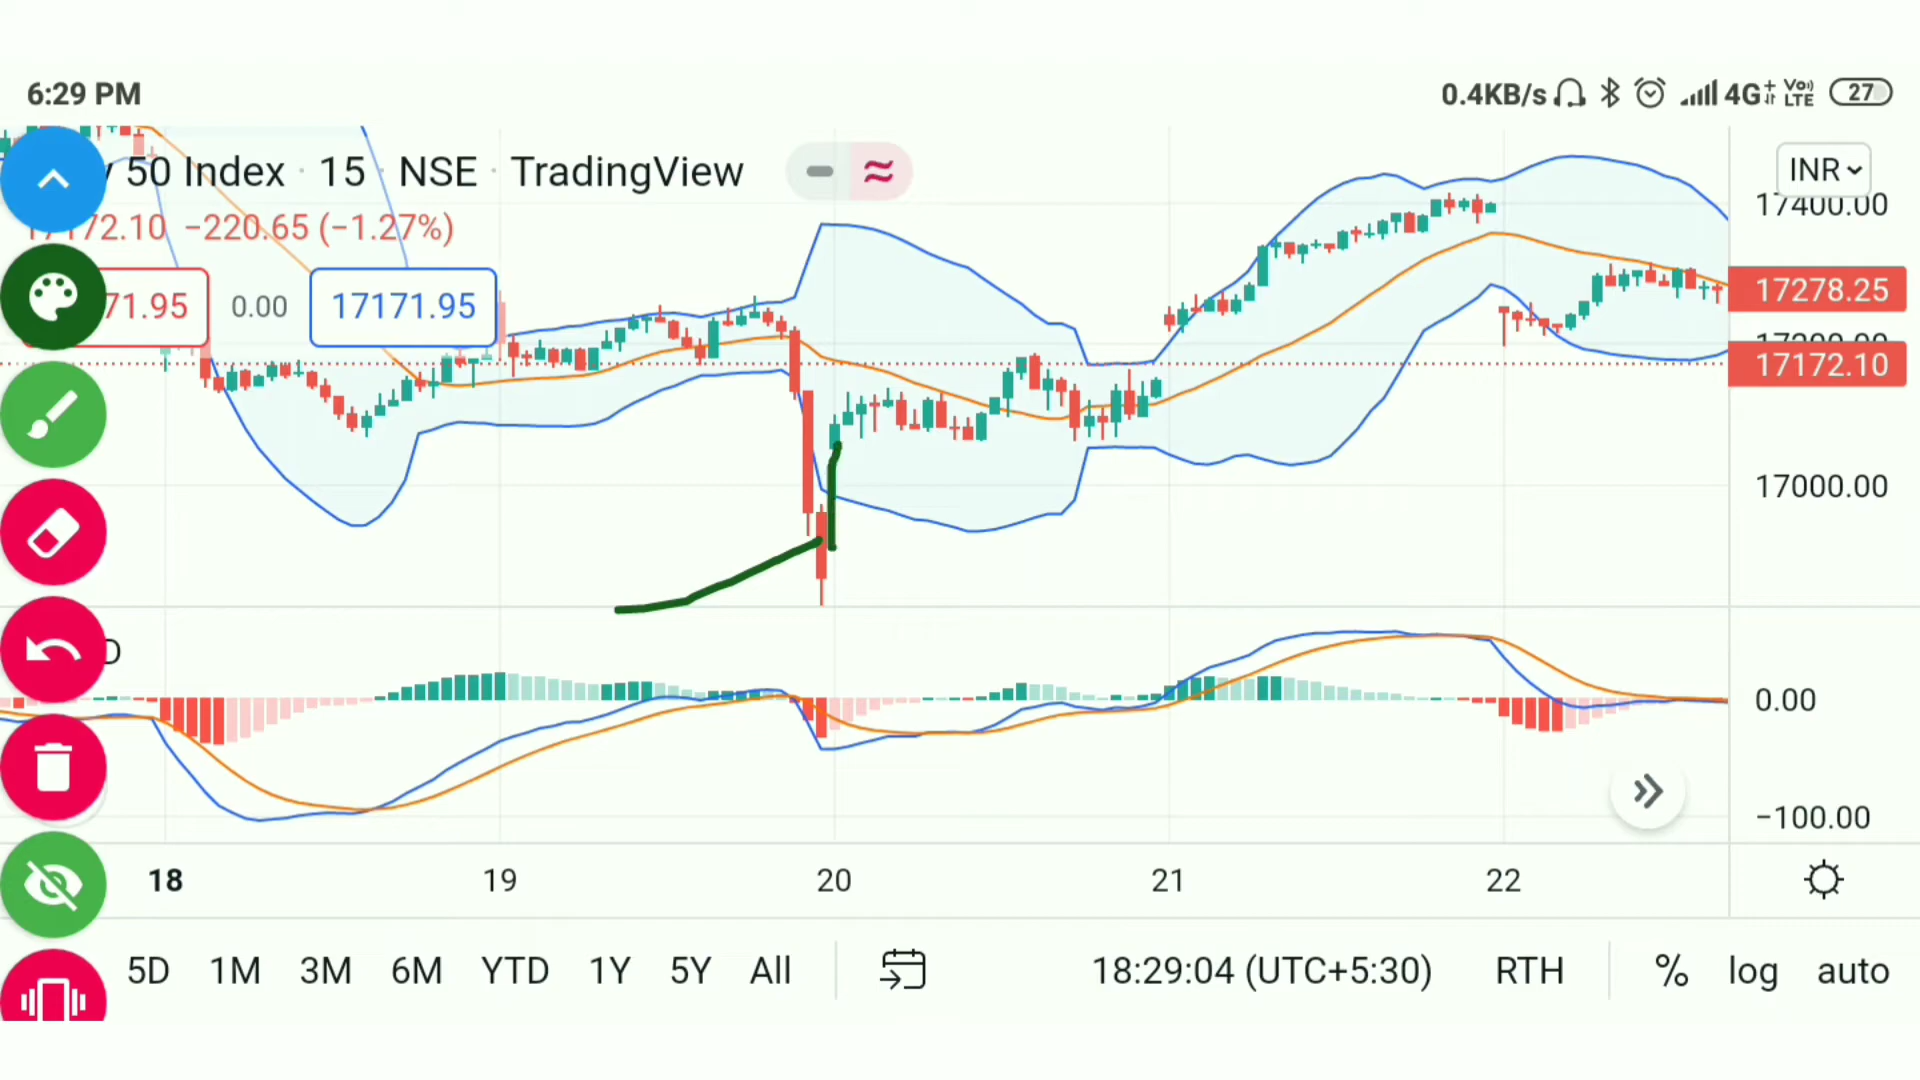 6:29 PM 0.4KB/s 4G+ Vo)) LTE 27
50 Index · 15 · NSE · TradingView INR
17400.00
72.10 −220.65 (−1.27%)
71.95 0.00 17171.95 17278.25
17172.10
17000.00
D
0.00
−100.00
18 19 20 21 22
5D 1M 3M 6M YTD 1Y 5Y All 18:29:04 (UTC+5:30) RTH % log auto